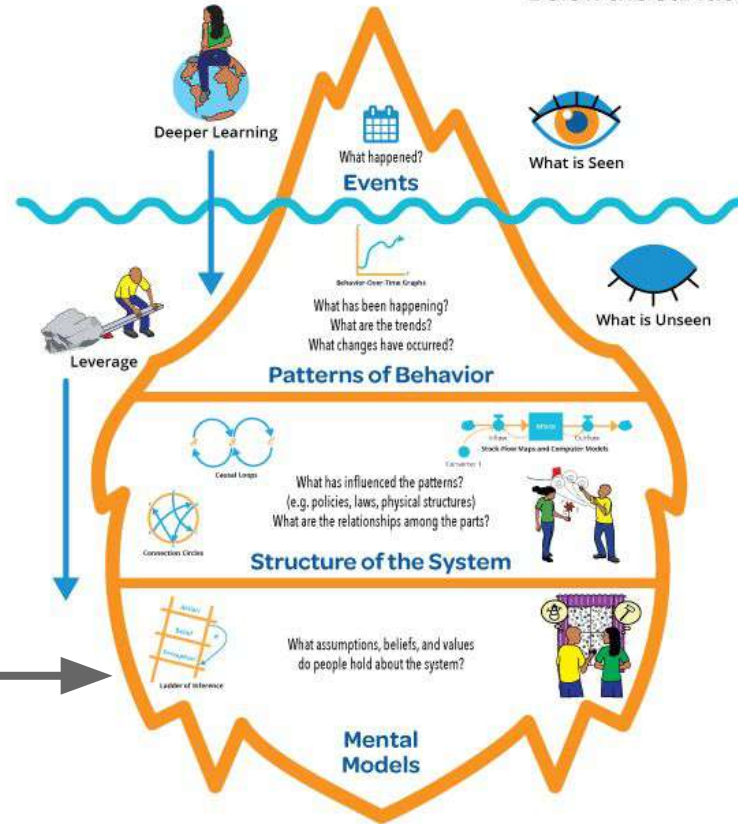 Deeper Learning
What happened?
Events
What is Seen
Behavior-Over-Time Graphs
What has been happening?
What are the trends?
What changes have occurred?
What is Unseen
Leverage
Patterns of Behavior
Causal Loops
Inflow
Outflow
Stock-Flow Maps and Computer Models
Converter 1
What has influenced the patterns?
(e.g. policies, laws, physical structures)
What are the relationships among the parts?
Connection Circles
Structure of the System
Belief
Ladder of Inference
What assumptions, beliefs, and values
do people hold about the system?
Mental
Models